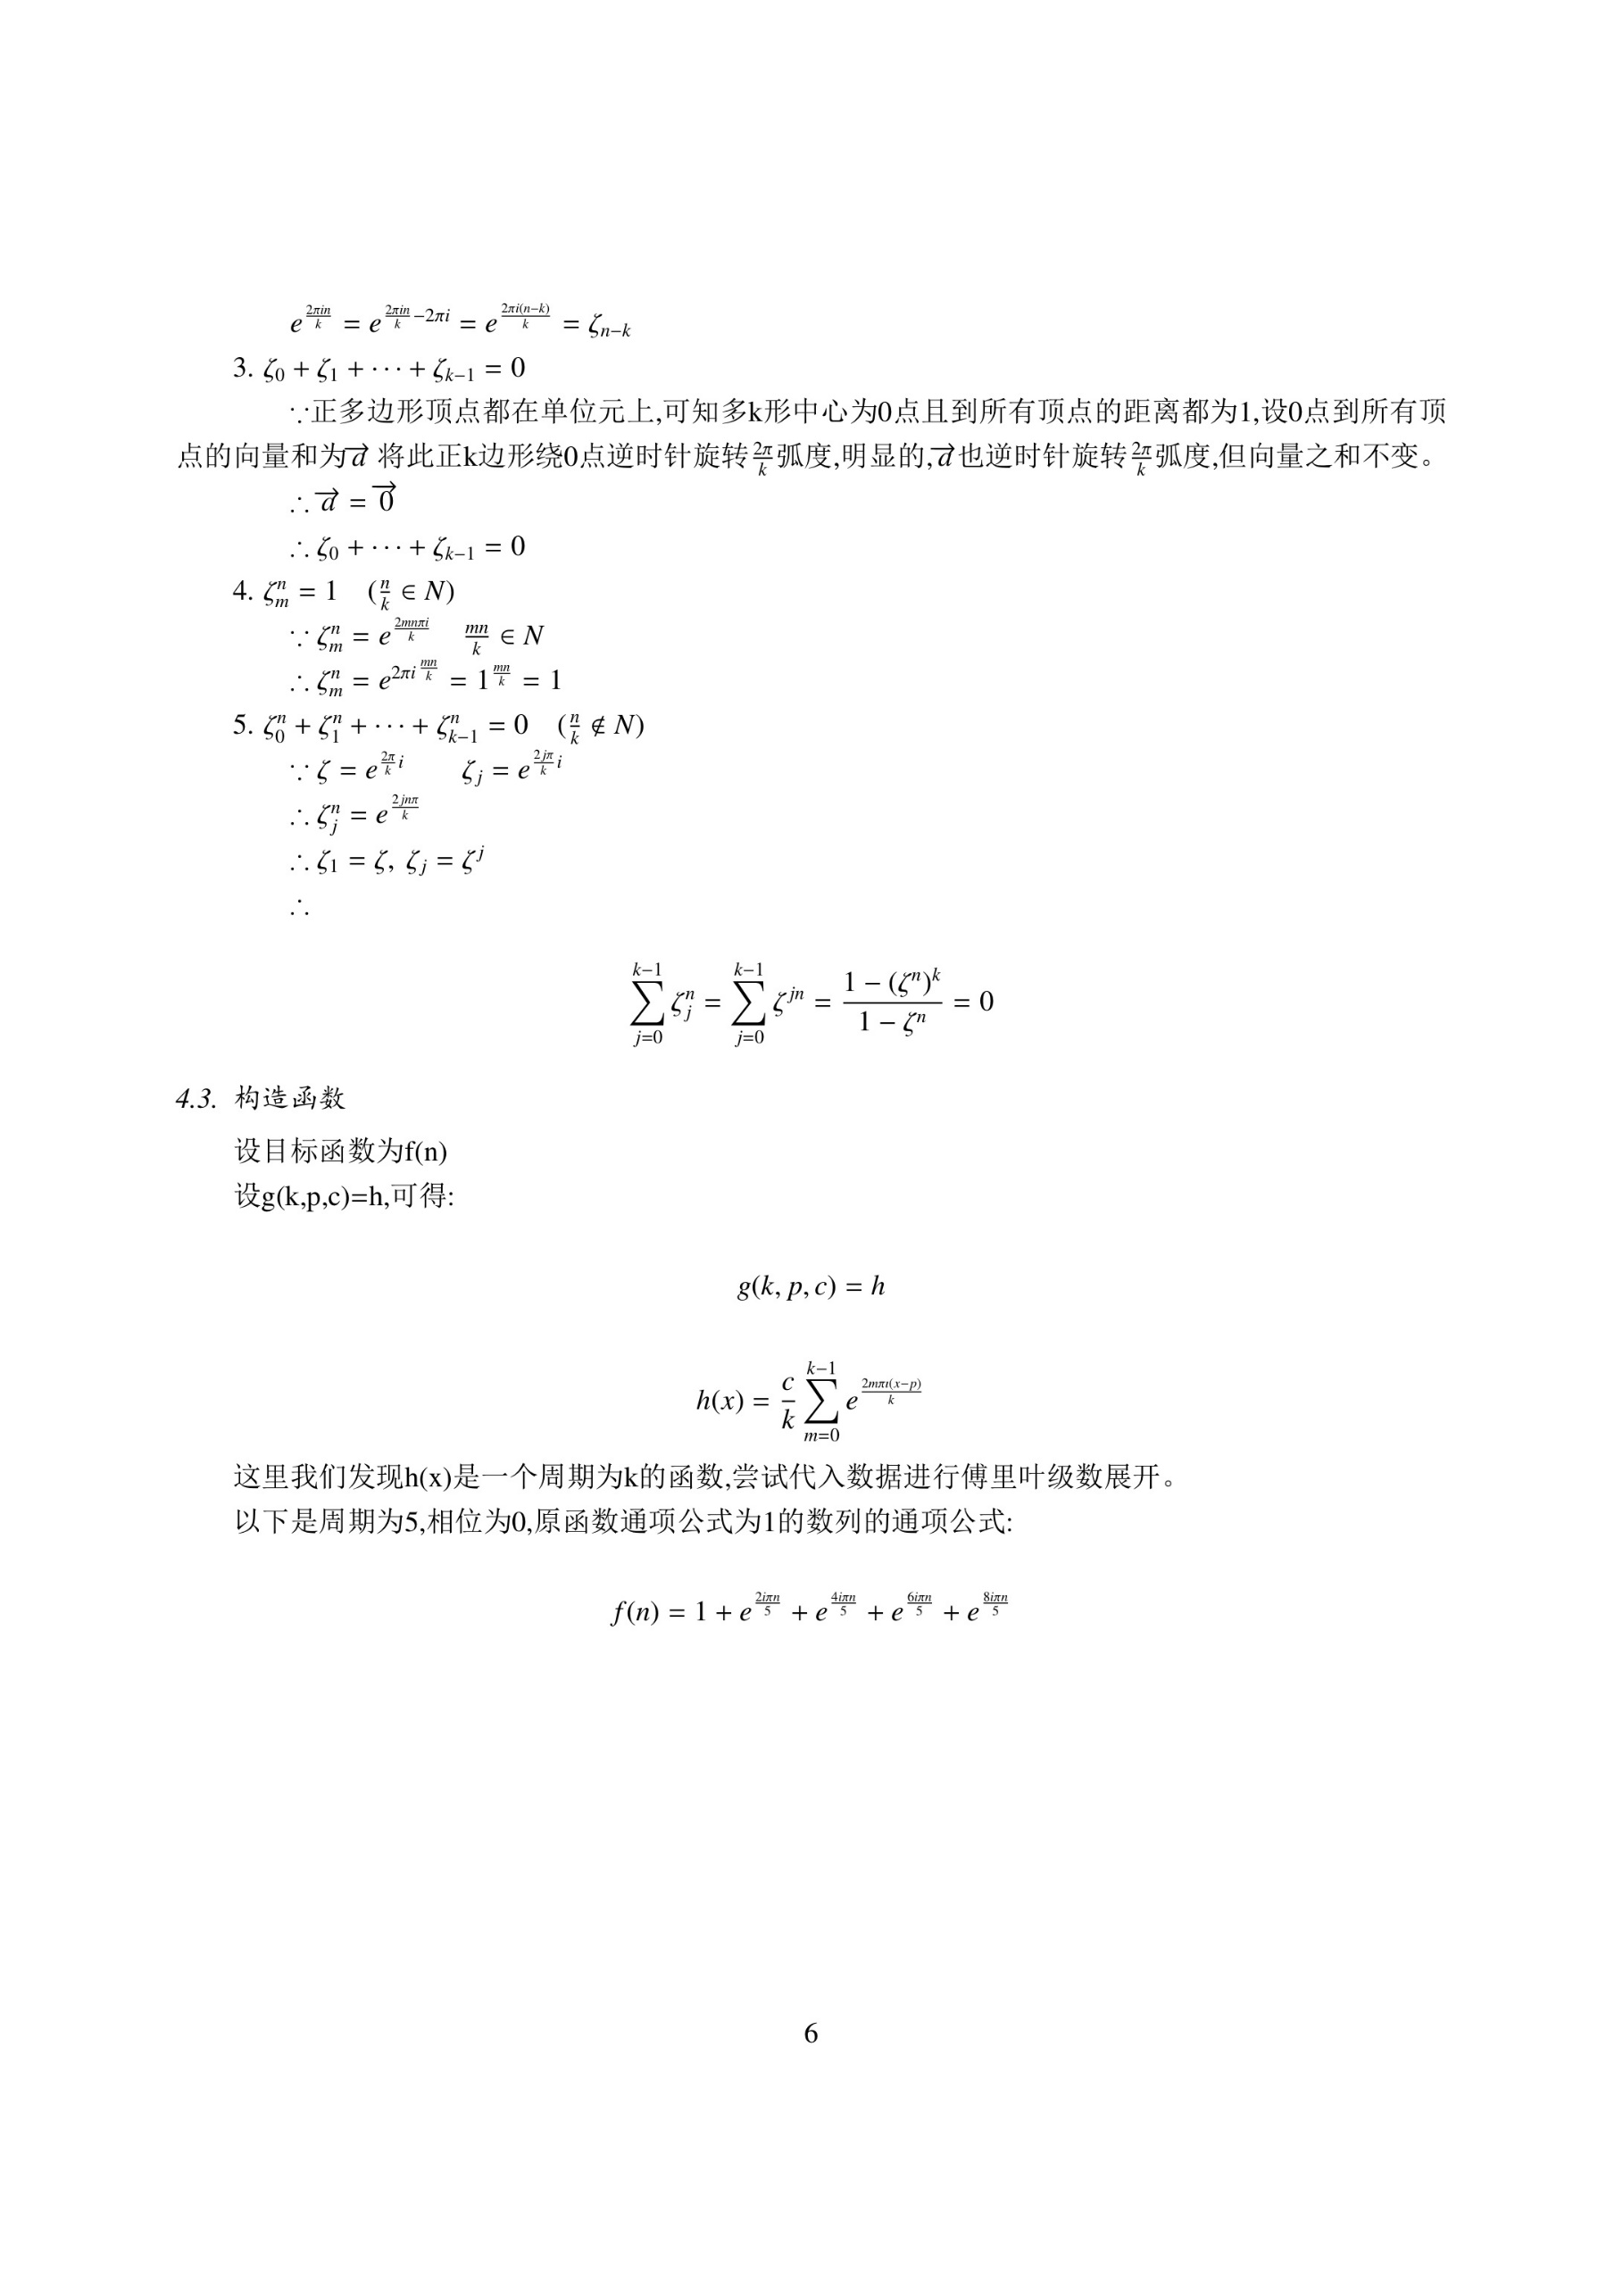 $e^{\frac{2\pi in}{k}} = e^{\frac{2\pi in}{k}-2\pi i} = e^{\frac{2\pi i(n-k)}{k}} = \zeta_{n-k}$
3. $\zeta_0 + \zeta_1 + \cdots + \zeta_{k-1} = 0$
∵正多边形顶点都在单位元上,可知多k形中心为0点且到所有顶点的距离都为1,设0点到所有顶
点的向量和为$\overrightarrow{a}$ 将此正k边形绕0点逆时针旋转$\frac{2\pi}{k}$弧度,明显的,$\overrightarrow{a}$也逆时针旋转$\frac{2\pi}{k}$弧度,但向量之和不变。
∴ $\overrightarrow{a} = \overrightarrow{0}$
∴ $\zeta_0 + \cdots + \zeta_{k-1} = 0$
4. $\zeta_m^n = 1 \quad (\frac{n}{k} \in N)$
∵ $\zeta_m^n = e^{\frac{2mn\pi i}{k}} \quad \frac{mn}{k} \in N$
∴ $\zeta_m^n = e^{2\pi i\frac{mn}{k}} = 1^{\frac{mn}{k}} = 1$
5. $\zeta_0^n + \zeta_1^n + \cdots + \zeta_{k-1}^n = 0 \quad (\frac{n}{k} \notin N)$
∵ $\zeta = e^{\frac{2\pi}{k}i} \qquad \zeta_j = e^{\frac{2j\pi}{k}i}$
∴ $\zeta_j^n = e^{\frac{2jn\pi}{k}}$
∴ $\zeta_1 = \zeta,\ \zeta_j = \zeta^j$
∴
$\sum_{j=0}^{k-1} \zeta_j^n = \sum_{j=0}^{k-1} \zeta^{jn} = \frac{1-(\zeta^n)^k}{1-\zeta^n} = 0$
4.3. 构造函数
设目标函数为f(n)
设g(k,p,c)=h,可得:
$g(k, p, c) = h$
$h(x) = \frac{c}{k} \sum_{m=0}^{k-1} e^{\frac{2m\pi\imath(x-p)}{k}}$
这里我们发现h(x)是一个周期为k的函数,尝试代入数据进行傅里叶级数展开。
以下是周期为5,相位为0,原函数通项公式为1的数列的通项公式:
$f(n) = 1 + e^{\frac{2i\pi n}{5}} + e^{\frac{4i\pi n}{5}} + e^{\frac{6i\pi n}{5}} + e^{\frac{8i\pi n}{5}}$
6